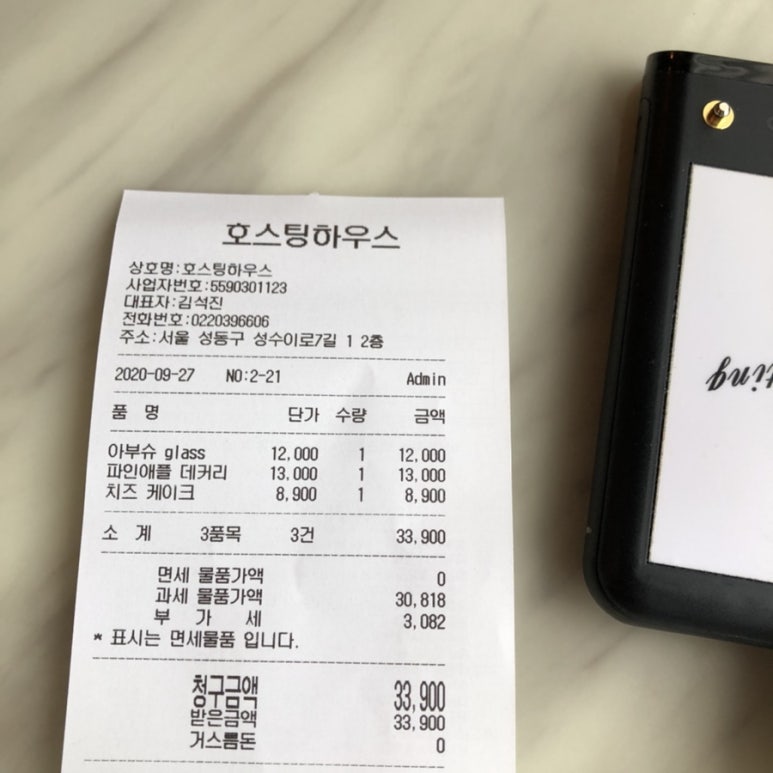 호스팅하우스
상호명:호스팅하우스
사업자번호:5590301123
대표자:김석진
전화번호:0220396606
주소:서울 성동구 성수이로7길 1 2층
2020-09-27 NO:2-21 Admin
품 명 단가 수량 금액
아부슈 glass 12,000 1 12,000
파인애플 데커리 13,000 1 13,000
치즈 케이크 8,900 1 8,900
소 계 3품목 3건 33,900
면세 물품가액 0
과세 물품가액 30,818
부 가 세 3,082
* 표시는 면세물품 입니다.
청구금액 33,900
받은금액 33,900
거스름돈 0